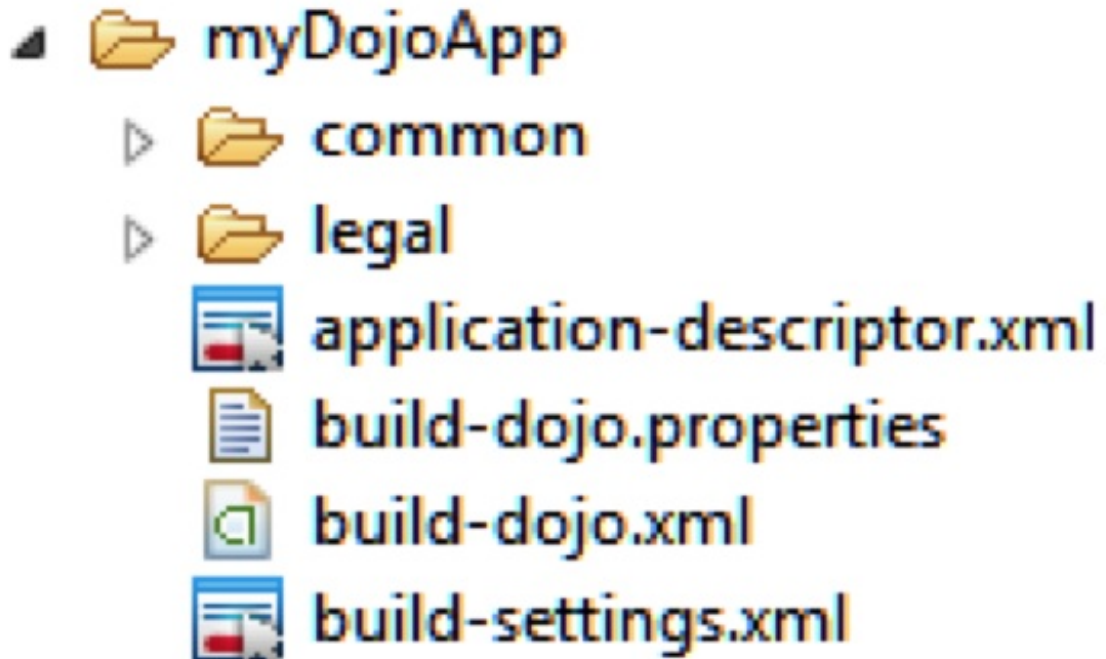 myDojoApp
common
legal
application-descriptor.xml
build-dojo.properties
build-dojo.xml
build-settings.xml